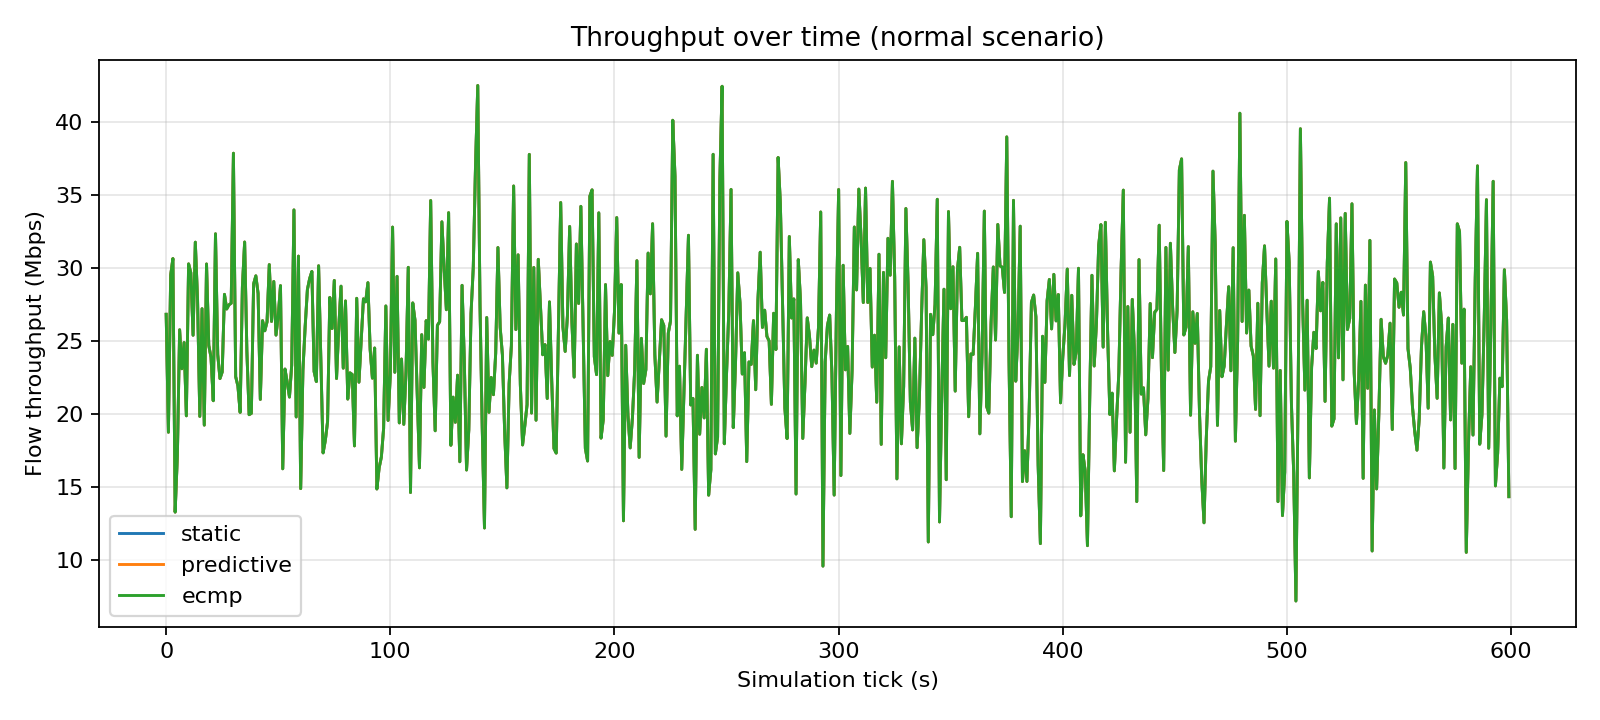 Throughput over time (normal scenario)
Flow throughput (Mbps)
40
35
30
25
20
15
10
static
predictive
ecmp
0 100 200 300 400 500 600
Simulation tick (s)